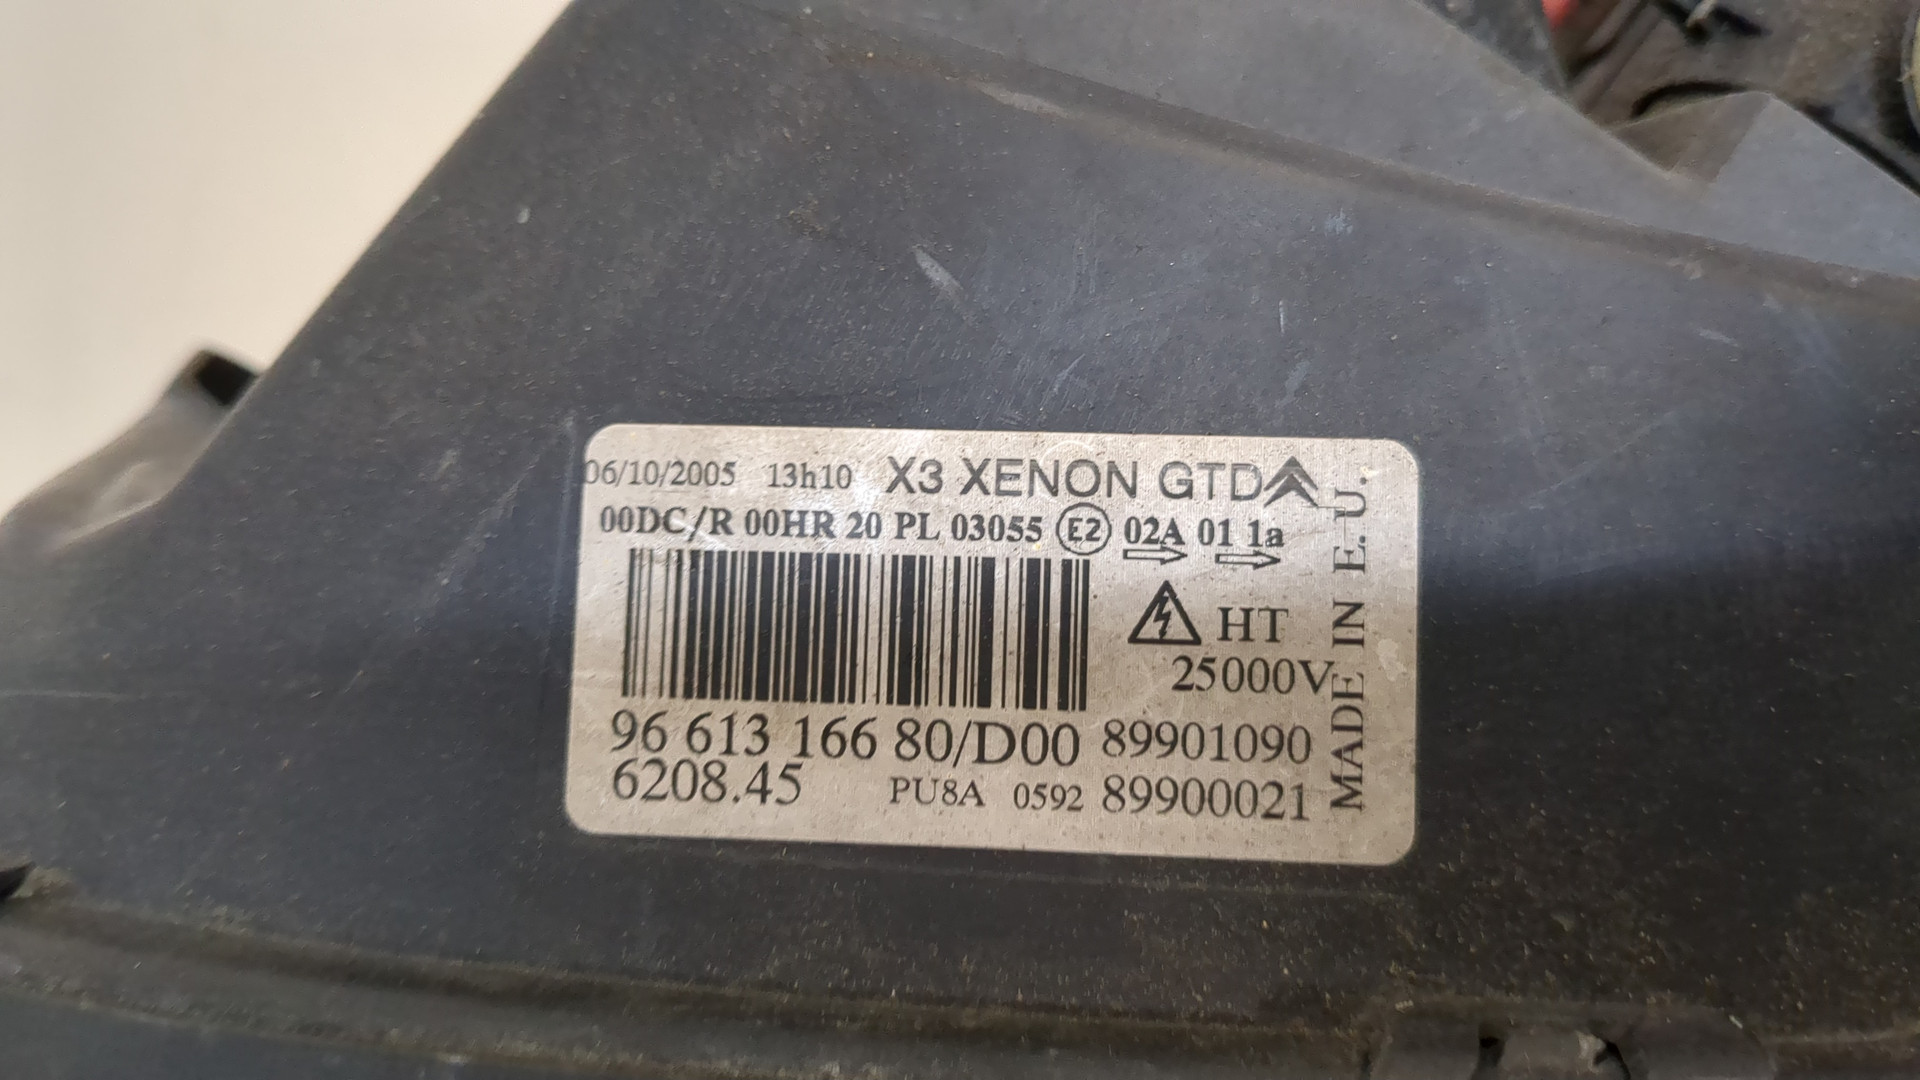 06/10/2005 13h10 X3 XENON GTD
00DC/R 00HR 20 PL 03055 E2 02A 01 1a
HT
25000V
96 613 166 80/D00 89901090
6208.45 PU8A 0592 89900021
MADE IN E.U.